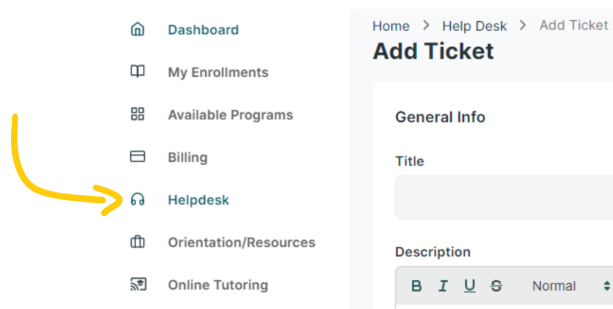 Dashboard
My Enrollments
Available Programs
Billing
Helpdesk
Orientation/Resources
Online Tutoring
Home > Help Desk > Add Ticket
Add Ticket
General Info
Title
Description
B I U S Normal